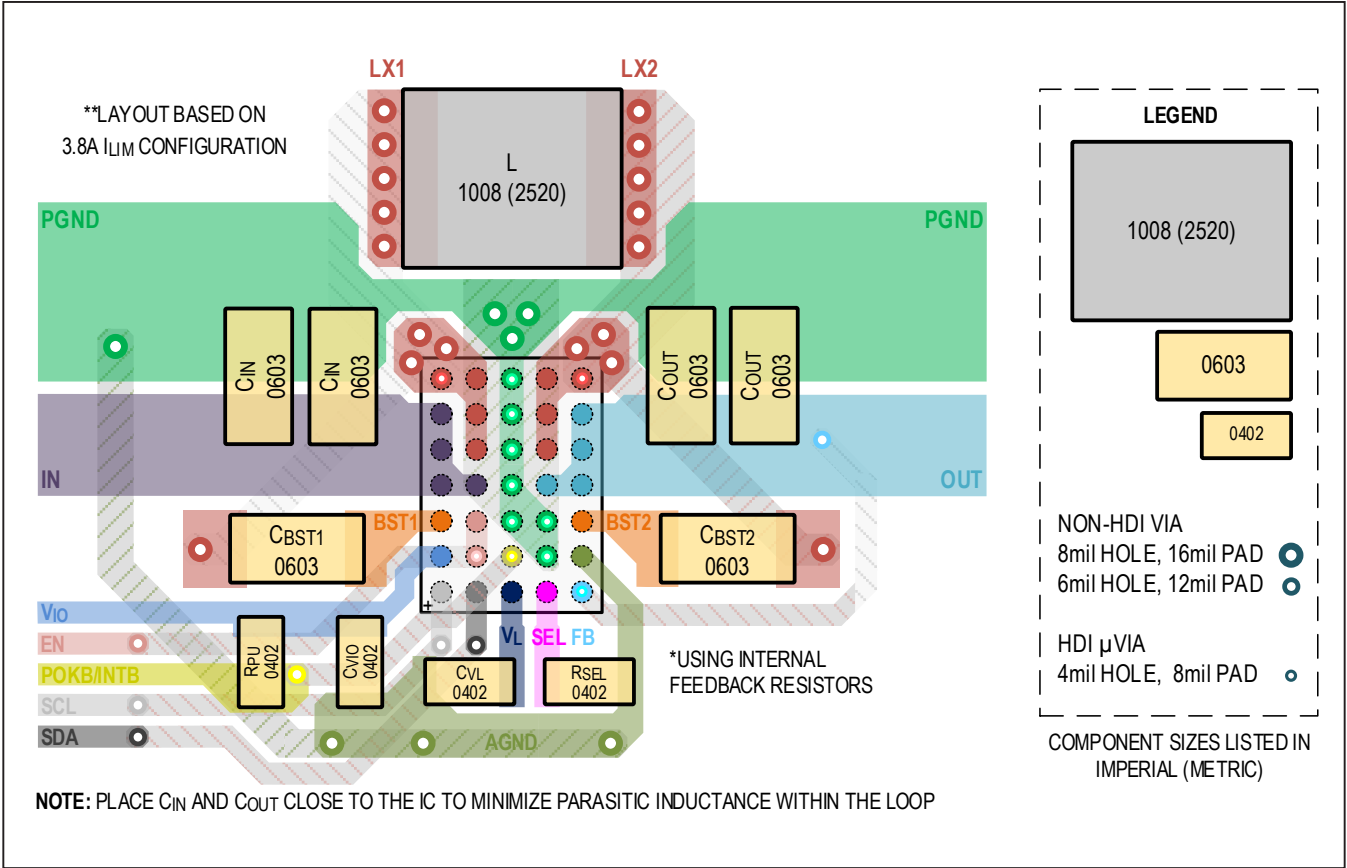 LX1
LX2
**LAYOUT BASED ON
3.8A ILIM CONFIGURATION
L
1008 (2520)
PGND
PGND
CIN
0603
CIN
0603
COUT
0603
COUT
0603
IN
OUT
BST1
BST2
CBST1
0603
CBST2
0603
+
VIO
EN
POKB/INTB
SCL
SDA
RPU
0402
CVIO
0402
VL SEL FB
CVL
0402
RSEL
0402
*USING INTERNAL
FEEDBACK RESISTORS
AGND
NOTE: PLACE CIN AND COUT CLOSE TO THE IC TO MINIMIZE PARASITIC INDUCTANCE WITHIN THE LOOP
LEGEND
1008 (2520)
0603
0402
NON-HDI VIA
8mil HOLE, 16mil PAD
6mil HOLE, 12mil PAD
HDI µVIA
4mil HOLE, 8mil PAD
COMPONENT SIZES LISTED IN
IMPERIAL (METRIC)